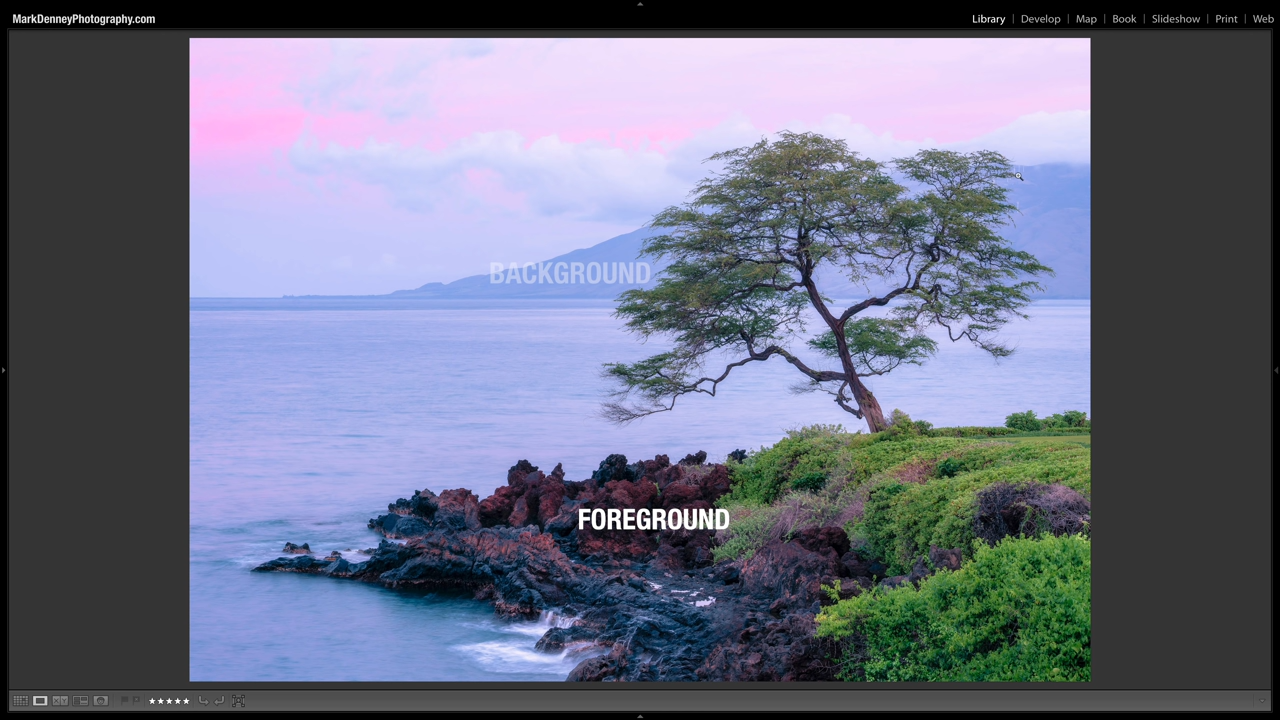 MarkDenneyPhotography.com
Library | Develop | Map | Book | Slideshow | Print | Web
BACKGROUND
FOREGROUND